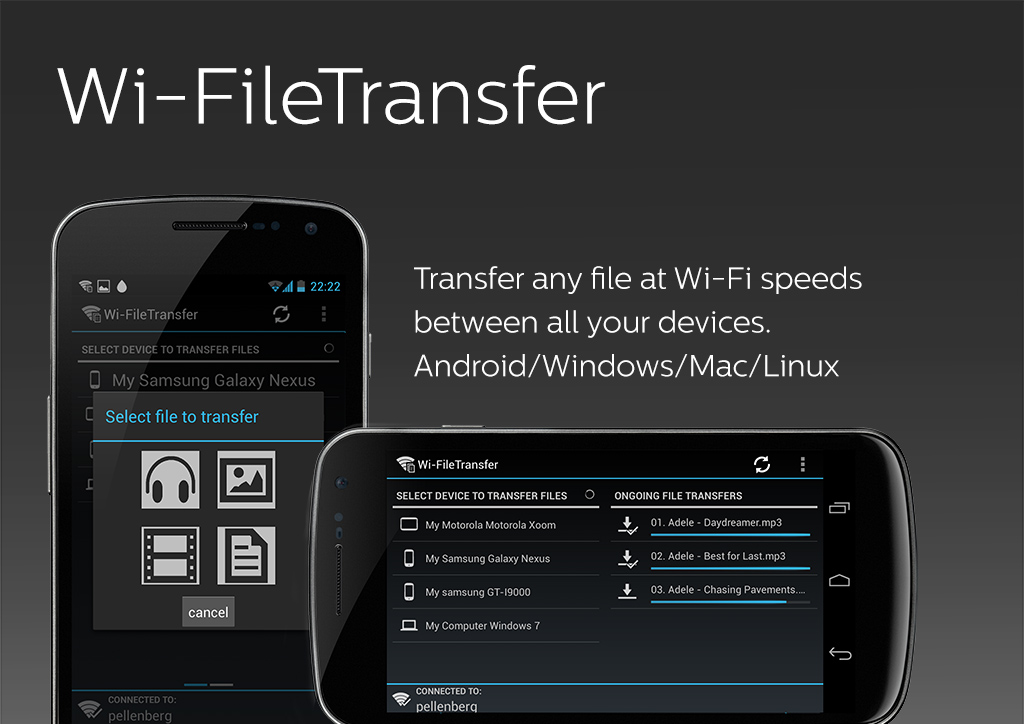 Wi-FileTransfer
Transfer any file at Wi-Fi speeds
between all your devices.
Android/Windows/Mac/Linux
22:22
Wi-FileTransfer
SELECT DEVICE TO TRANSFER FILES
My Samsung Galaxy Nexus
Select file to transfer
cancel
CONNECTED TO:
pellenberg
Wi-FileTransfer
SELECT DEVICE TO TRANSFER FILES
My Motorola Motorola Xoom
My Samsung Galaxy Nexus
My samsung GT-I9000
My Computer Windows 7
ONGOING FILE TRANSFERS
01. Adele - Daydreamer.mp3
02. Adele - Best for Last.mp3
03. Adele - Chasing Pavements....
CONNECTED TO:
pellenberg